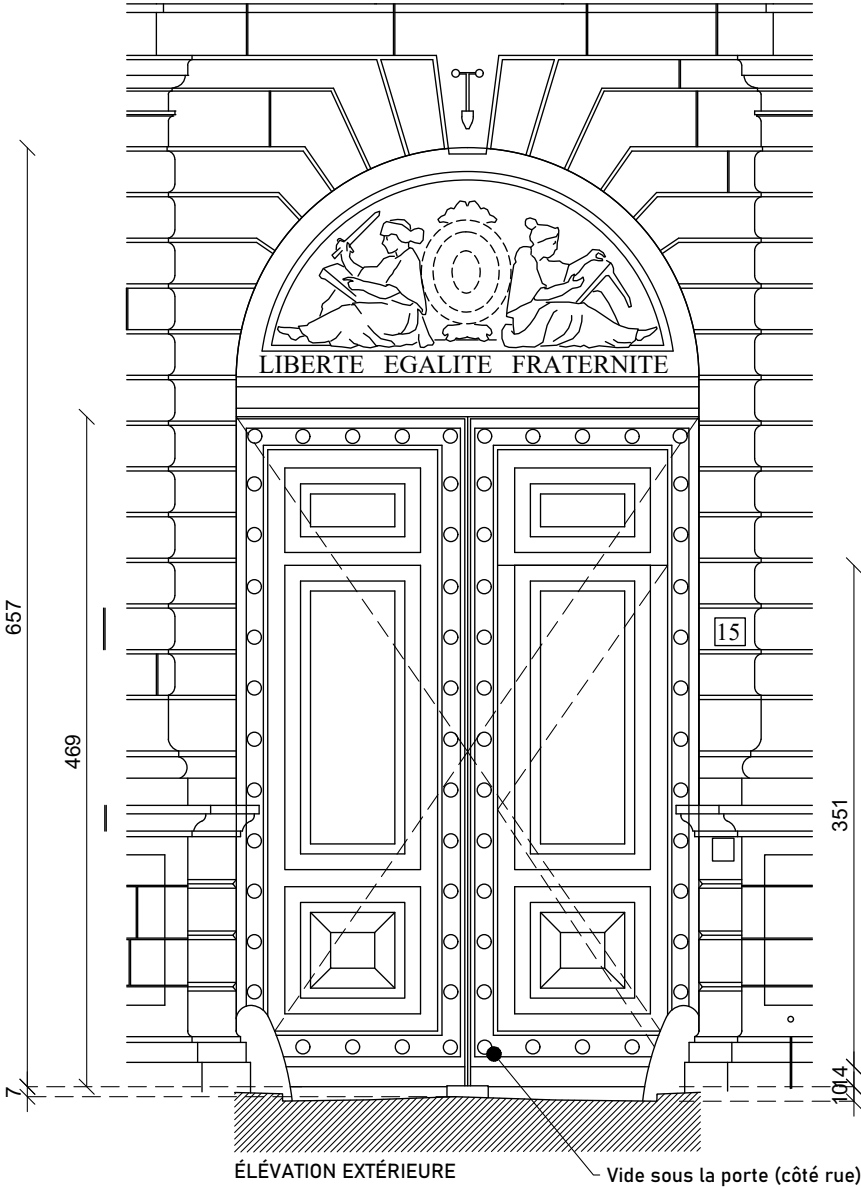 LIBERTE EGALITE FRATERNITE
657
15
469
351
14
10
7
ÉLÉVATION EXTÉRIEURE
Vide sous la porte (côté rue)